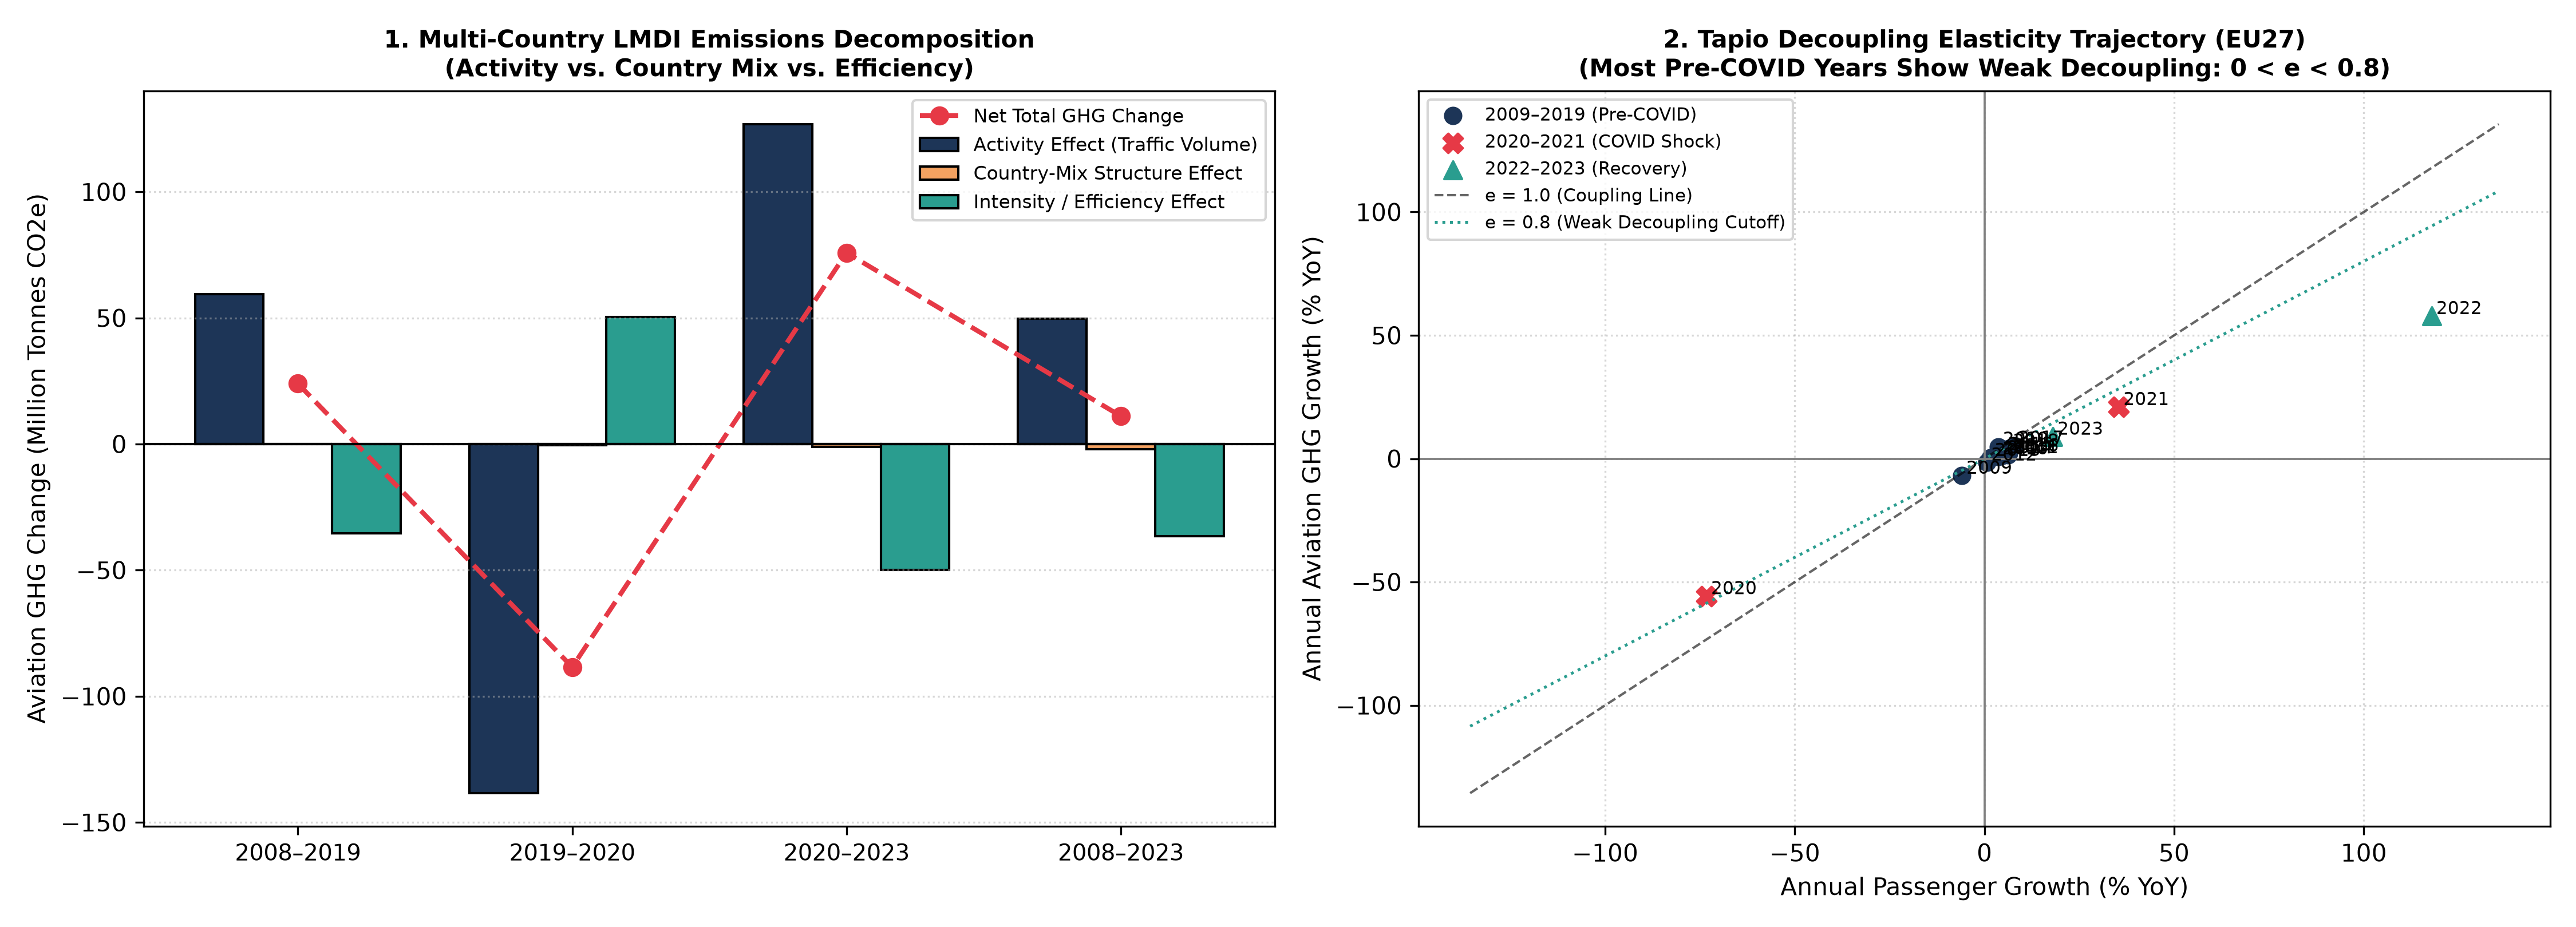 1. Multi-Country LMDI Emissions Decomposition
(Activity vs. Country Mix vs. Efficiency)
Aviation GHG Change (Million Tonnes CO2e)
100
50
0
−50
−100
−150
Net Total GHG Change
Activity Effect (Traffic Volume)
Country-Mix Structure Effect
Intensity / Efficiency Effect
2008–2019
2019–2020
2020–2023
2008–2023
2. Tapio Decoupling Elasticity Trajectory (EU27)
(Most Pre-COVID Years Show Weak Decoupling: 0 < e < 0.8)
Annual Aviation GHG Growth (% YoY)
100
50
0
−50
−100
2009–2019 (Pre-COVID)
2020–2021 (COVID Shock)
2022–2023 (Recovery)
e = 1.0 (Coupling Line)
e = 0.8 (Weak Decoupling Cutoff)
2022
2021
2023
2009
2020
−100
−50
0
50
100
Annual Passenger Growth (% YoY)